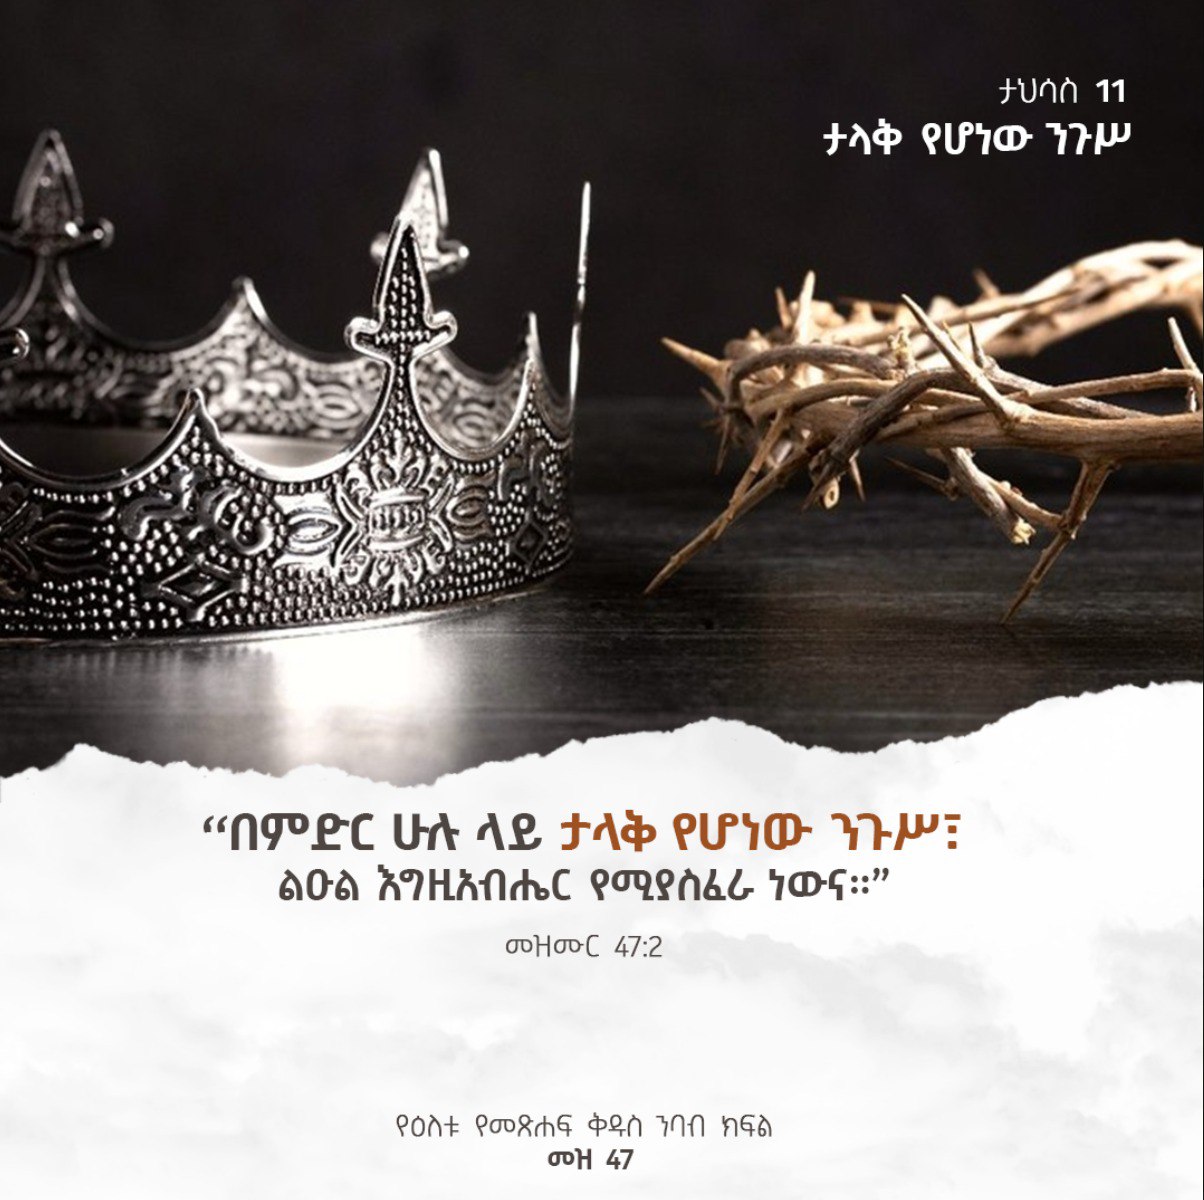 ታህሳስ 11
ታላቅ የሆነው ንጉሥ
“በምድር ሁሉ ላይ ታላቅ የሆነው ንጉሥ፣
ልዑል እግዚአብሔር የሚያስፈራ ነውና።”
መዝሙር 47:2
የዕለቱ የመጽሐፍ ቅዱስ ንባብ ክፍል
መዝ 47